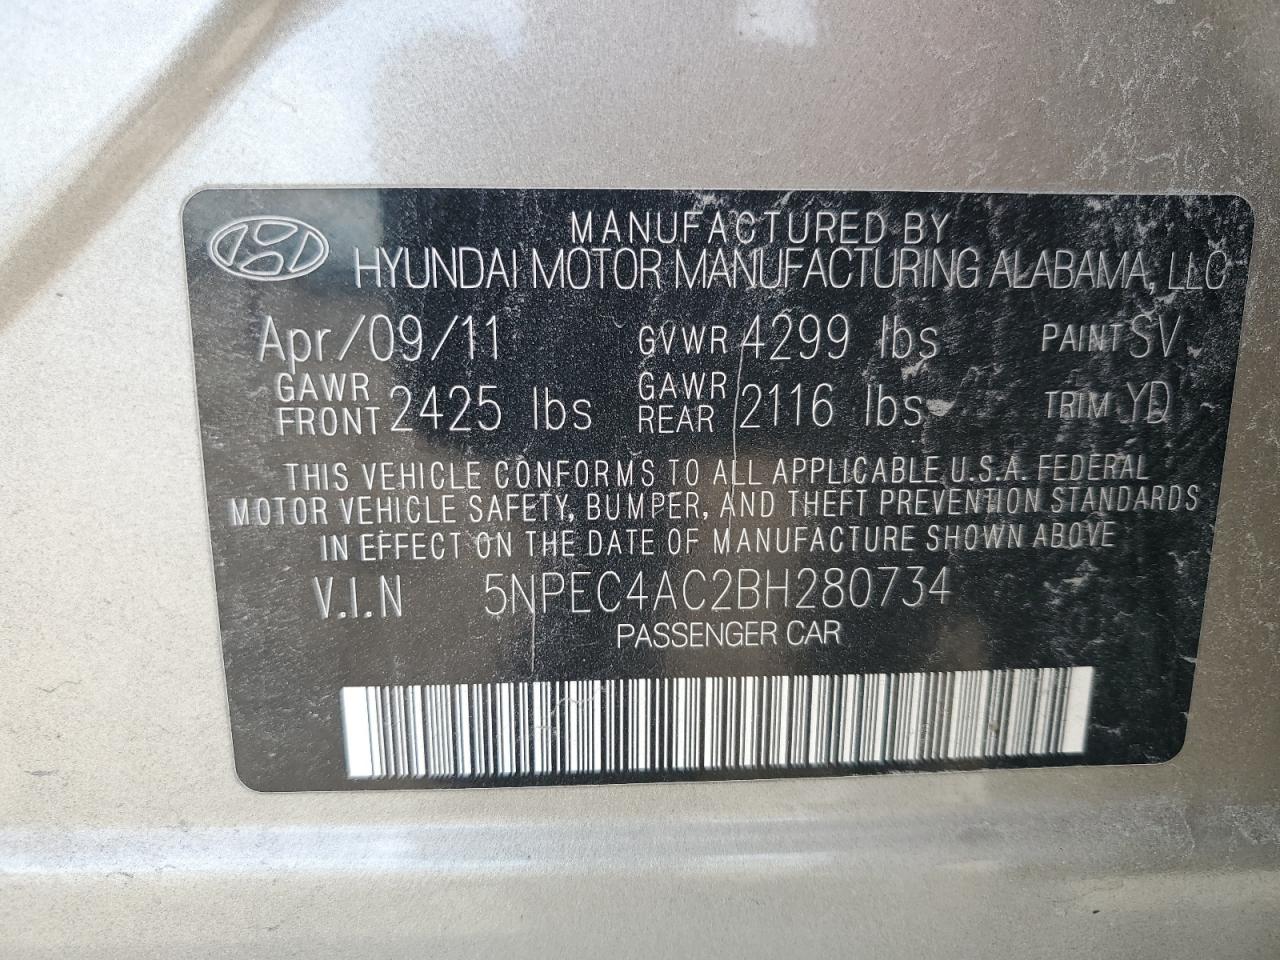 MANUFACTURED BY
HYUNDAI MOTOR MANUFACTURING ALABAMA, LLC
Apr/09/11 GVWR 4299 lbs PAINT SV
GAWR FRONT 2425 lbs GAWR REAR 2116 lbs TRIM YD
THIS VEHICLE CONFORMS TO ALL APPLICABLE U.S.A. FEDERAL
MOTOR VEHICLE SAFETY, BUMPER, AND THEFT PREVENTION STANDARDS
IN EFFECT ON THE DATE OF MANUFACTURE SHOWN ABOVE
V.I.N 5NPEC4AC2BH280734
PASSENGER CAR